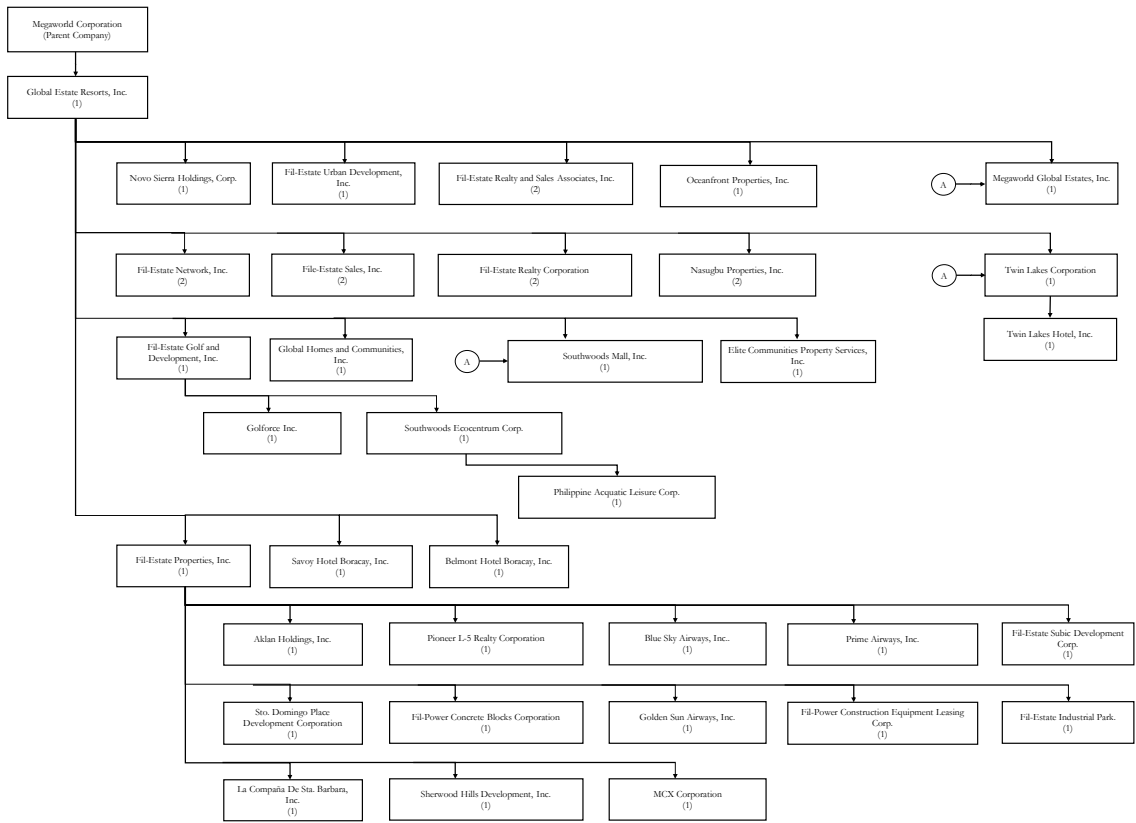 Megaworld Corporation
(Parent Company)
Global Estate Resorts, Inc.
(1)
Novo Sierra Holdings, Corp.
(1)
Fil-Estate Urban Development,
Inc.
(1)
Fil-Estate Realty and Sales Associates, Inc.
(2)
Oceanfront Properties, Inc.
(1)
A
Megaworld Global Estates, Inc.
(1)
Fil-Estate Network, Inc.
(2)
File-Estate Sales, Inc.
(2)
Fil-Estate Realty Corporation
(2)
Nasugbu Properties, Inc.
(2)
A
Twin Lakes Corporation
(1)
Twin Lakes Hotel, Inc.
(1)
Fil-Estate Golf and
Development, Inc.
(1)
Global Homes and Communities,
Inc.
(1)
A
Southwoods Mall, Inc.
(1)
Elite Communities Property Services,
Inc.
(1)
Golforce Inc.
(1)
Southwoods Ecocentrum Corp.
(1)
Philippine Acquatic Leisure Corp.
(1)
Fil-Estate Properties, Inc.
(1)
Savoy Hotel Boracay, Inc.
(1)
Belmont Hotel Boracay, Inc.
(1)
Aklan Holdings, Inc.
(1)
Pioneer L-5 Realty Corporation
(1)
Blue Sky Airways, Inc..
(1)
Prime Airways, Inc.
(1)
Fil-Estate Subic Development
Corp.
(1)
Sto. Domingo Place
Development Corporation
(1)
Fil-Power Concrete Blocks Corporation
(1)
Golden Sun Airways, Inc.
(1)
Fil-Power Construction Equipment Leasing
Corp.
(1)
Fil-Estate Industrial Park.
(1)
La Compaña De Sta. Barbara,
Inc.
(1)
Sherwood Hills Development, Inc.
(1)
MCX Corporation
(1)